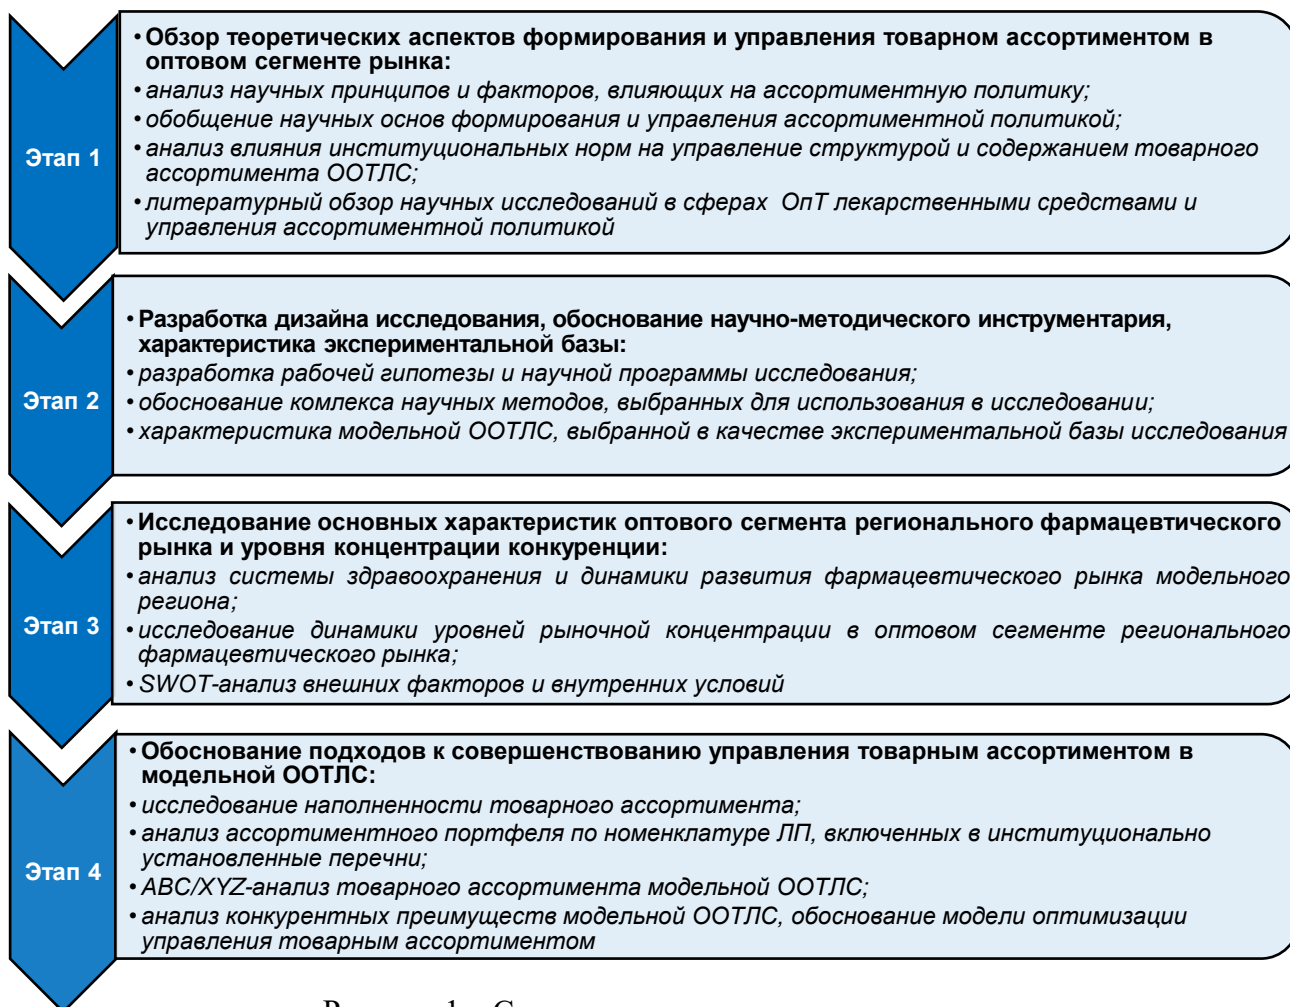 • Обзор теоретических аспектов формирования и управления товарном ассортиментом в
оптовом сегменте рынка:
• анализ научных принципов и факторов, влияющих на ассортиментную политику;
• обобщение научных основ формирования и управления ассортиментной политикой;
Этап 1
• анализ влияния институциональных норм на управление структурой и содержанием товарного
ассортимента ООТЛС;
• литературный обзор научных исследований в сферах ОпТ лекарственными средствами и
управления ассортиментной политикой
• Разработка дизайна исследования, обоснование научно-методического инструментария,
характеристика экспериментальной базы:
• разработка рабочей гипотезы и научной программы исследования;
Этап 2
• обоснование комлекса научных методов, выбранных для использования в исследовании;
• характеристика модельной ООТЛС, выбранной в качестве экспериментальной базы исследования
• Исследование основных характеристик оптового сегмента регионального фармацевтического
рынка и уровня концентрации конкуренции:
• анализ системы здравоохранения и динамики развития фармацевтического рынка модельного
региона;
Этап 3
• исследование динамики уровней рыночной концентрации в оптовом сегменте регионального
фармацевтического рынка;
• SWOT-анализ внешних факторов и внутренних условий
• Обоснование подходов к совершенствованию управления товарным ассортиментом в
модельной ООТЛС:
• исследование наполненности товарного ассортимента;
• анализ ассортиментного портфеля по номенклатуре ЛП, включенных в институционально
установленные перечни;
Этап 4
• ABC/XYZ-анализ товарного ассортимента модельной ООТЛС;
• анализ конкурентных преимуществ модельной ООТЛС, обоснование модели оптимизации
управления товарным ассортиментом